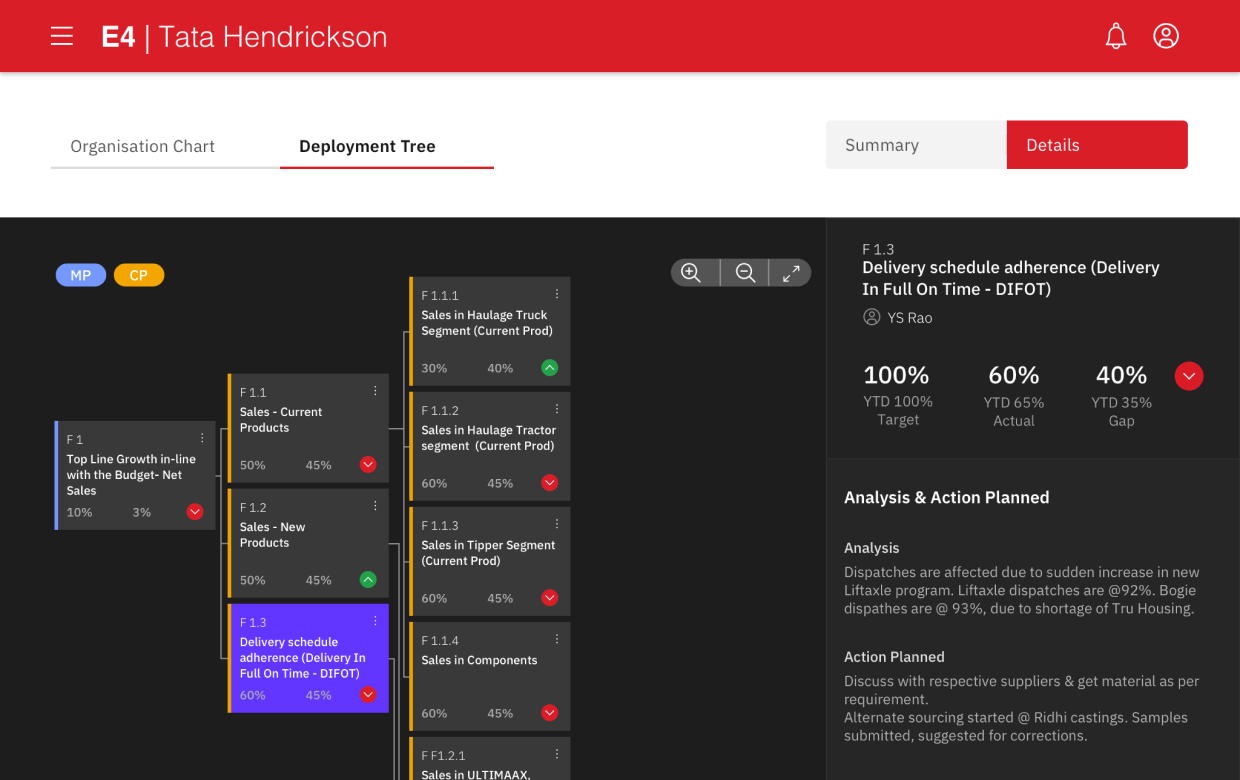 E4 | Tata Hendrickson
Organisation Chart
Deployment Tree
Summary
Details
MP
CP
F 1
Top Line Growth in-line
with the Budget- Net
Sales
10% 3%
F 1.1
Sales - Current
Products
50% 45%
F 1.2
Sales - New
Products
50% 45%
F 1.3
Delivery schedule
adherence (Delivery In
Full On Time - DIFOT)
60% 45%
F 1.1.1
Sales in Haulage Truck
Segment (Current Prod)
30% 40%
F 1.1.2
Sales in Haulage Tractor
segment (Current Prod)
60% 45%
F 1.1.3
Sales in Tipper Segment
(Current Prod)
60% 45%
F 1.1.4
Sales in Components
60% 45%
F F1.2.1
Sales in ULTIMAAX,
F 1.3
Delivery schedule adherence (Delivery
In Full On Time - DIFOT)
YS Rao
100% 60% 40%
YTD 100% YTD 65% YTD 35%
Target Actual Gap
Analysis & Action Planned
Analysis
Dispatches are affected due to sudden increase in new
Liftaxle program. Liftaxle dispatches are @92%. Bogie
dispathes are @ 93%, due to shortage of Tru Housing.
Action Planned
Discuss with respective suppliers & get material as per
requirement.
Alternate sourcing started @ Ridhi castings. Samples
submitted, suggested for corrections.